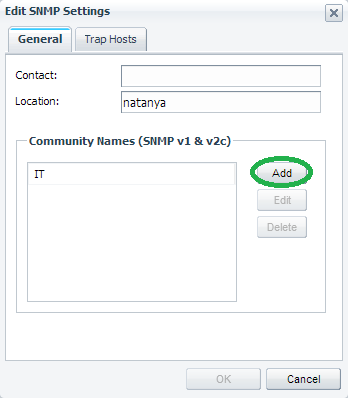 Edit SNMP Settings
General Trap Hosts
Contact:
Location: natanya
Community Names (SNMP v1 & v2c)
IT
Add
Edit
Delete
OK Cancel